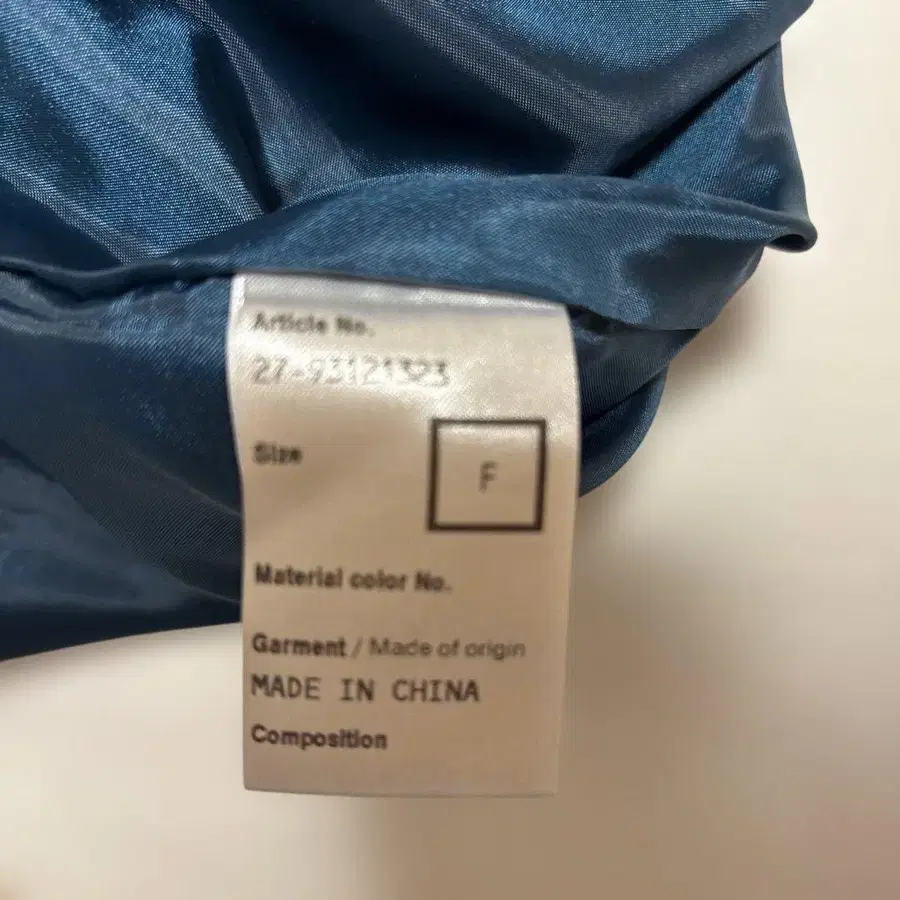 Article No.
27-93121323
Size
F
Material color No.
Garment / Made of origin
MADE IN CHINA
Composition